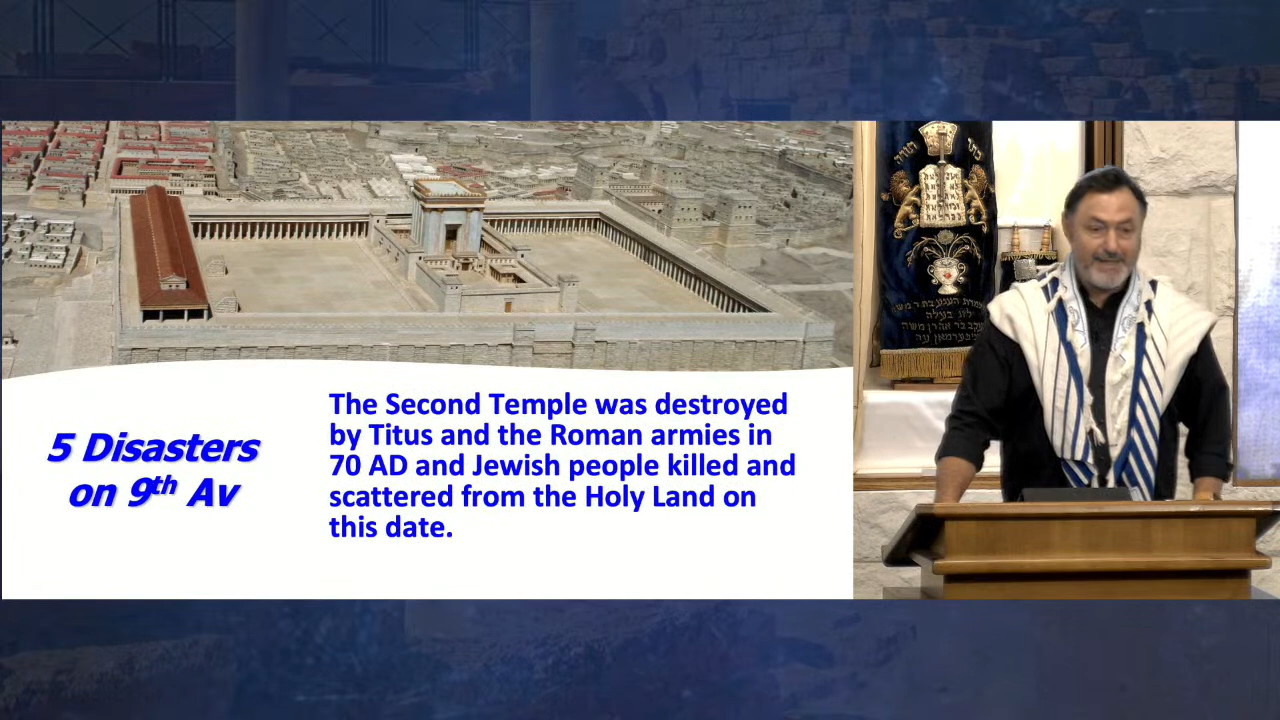 5 Disasters
on 9th Av
The Second Temple was destroyed
by Titus and the Roman armies in
70 AD and Jewish people killed and
scattered from the Holy Land on
this date.
תורה